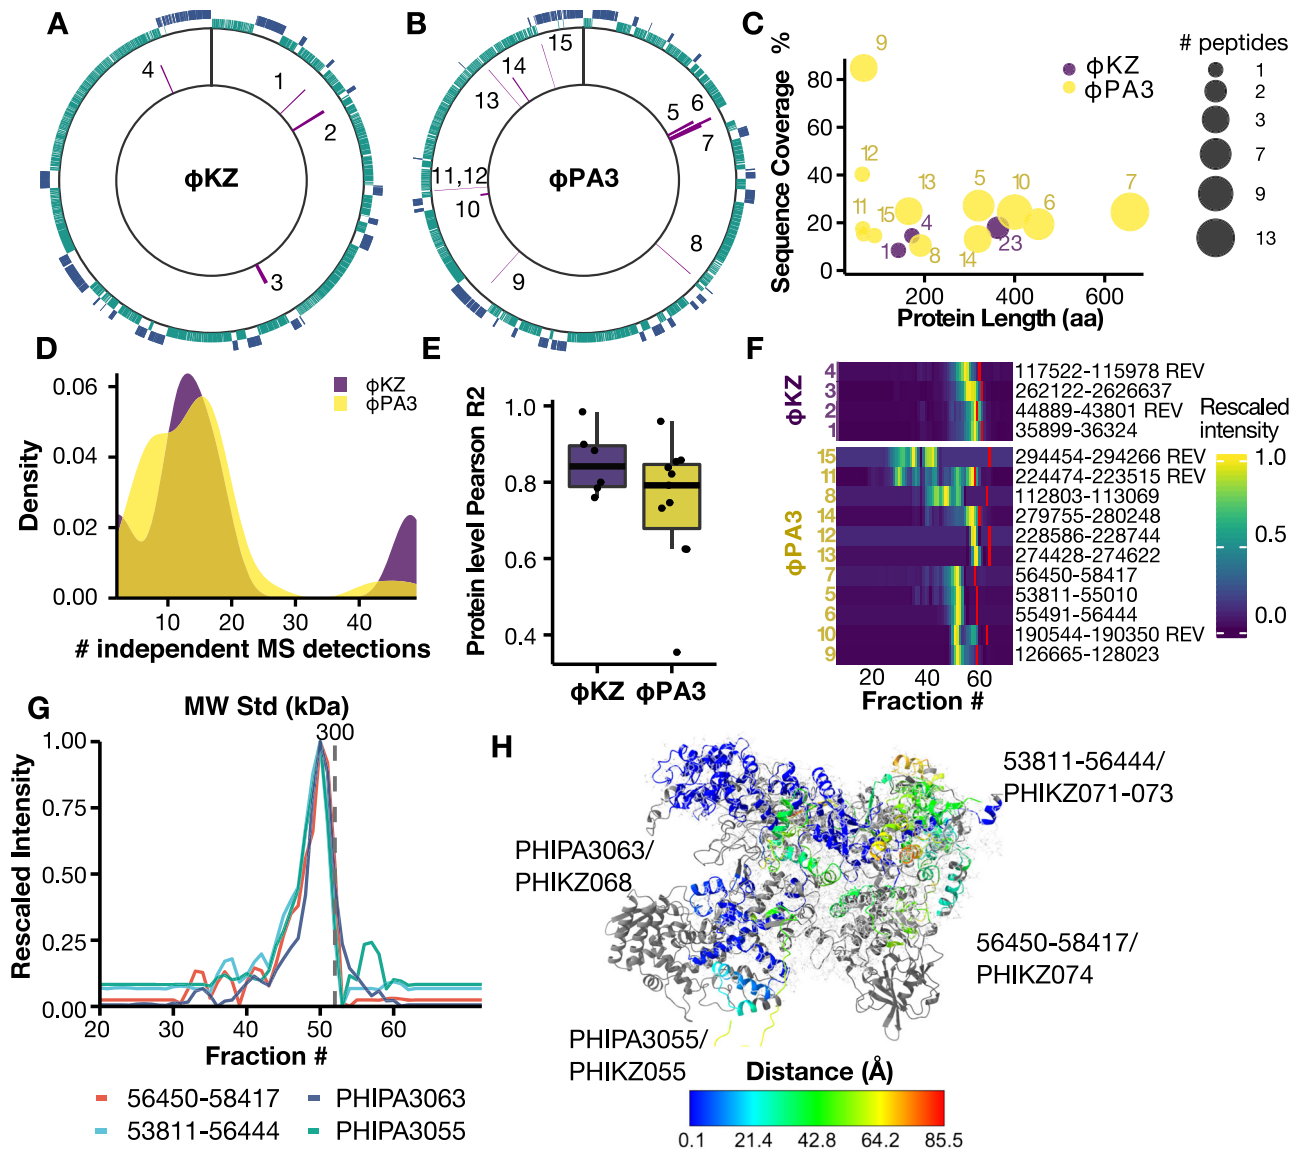 A
ϕKZ
1
2
3
4
B
ϕPA3
5
6
7
8
9
10
11,12
13
14
15
C
Sequence Coverage %
80
60
40
20
0
200
400
600
Protein Length (aa)
9
12
11
15
13
4
1
8
5
14
10
23
6
7
ϕKZ
ϕPA3
# peptides
1
2
3
7
9
13
D
Density
0.06
0.04
0.02
0.00
10
20
30
40
# independent MS detections
ϕKZ
ϕPA3
E
Protein level Pearson R2
1.0
0.8
0.6
0.4
ϕKZ
ϕPA3
F
ϕKZ
4 117522-115978 REV
3 262122-2626637
2 44889-43801 REV
1 35899-36324
ϕPA3
15 294454-294266 REV
11 224474-223515 REV
8 112803-113069
14 279755-280248
12 228586-228744
13 274428-274622
7 56450-58417
5 53811-55010
6 55491-56444
10 190544-190350 REV
9 126665-128023
20
40
60
Fraction #
Rescaled
intensity
1.0
0.5
0.0
G
MW Std (kDa)
300
Rescaled Intensity
1.00
0.75
0.50
0.25
0.00
20
30
40
50
60
Fraction #
56450-58417
53811-56444
PHIPA3063
PHIPA3055
H
53811-56444/
PHIKZ071-073
PHIPA3063/
PHIKZ068
56450-58417/
PHIKZ074
PHIPA3055/
PHIKZ055
Distance (Å)
0.1
21.4
42.8
64.2
85.5